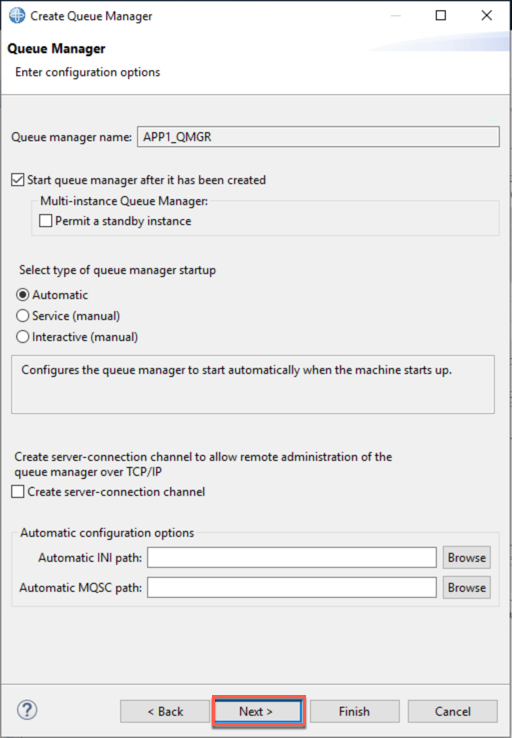 Create Queue Manager
Queue Manager
Enter configuration options
Queue manager name: APP1_QMGR
Start queue manager after it has been created
Multi-instance Queue Manager:
Permit a standby instance
Select type of queue manager startup
Automatic
Service (manual)
Interactive (manual)
Configures the queue manager to start automatically when the machine starts up.
Create server-connection channel to allow remote administration of the
queue manager over TCP/IP
Create server-connection channel
Automatic configuration options
Automatic INI path: Browse
Automatic MQSC path: Browse
? < Back Next > Finish Cancel